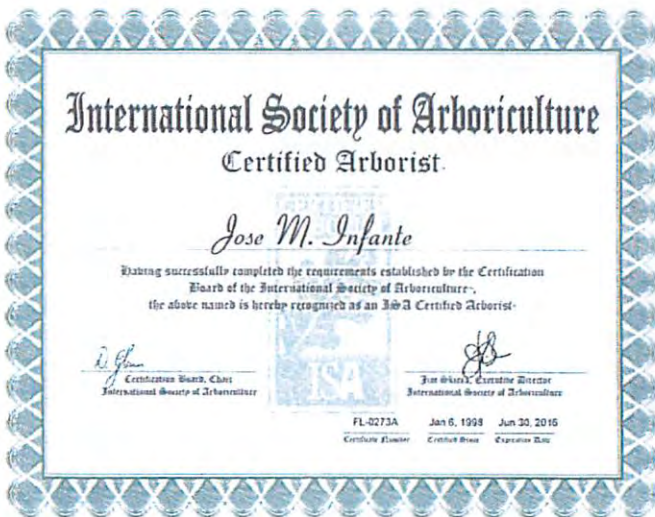 International Society of Arboriculture
Certified Arborist
Jose M. Infante
Having successfully completed the requirements established by the Certification
Board of the International Society of Arboriculture,
the above named is hereby recognized as an ISA Certified Arborist
Certification Board, Chair
International Society of Arboriculture
Jim Skiera, Executive Director
International Society of Arboriculture
FL-0273A Jan 6, 1998 Jun 30, 2016
Certificate Number Certified Since Expiration Date
ISA